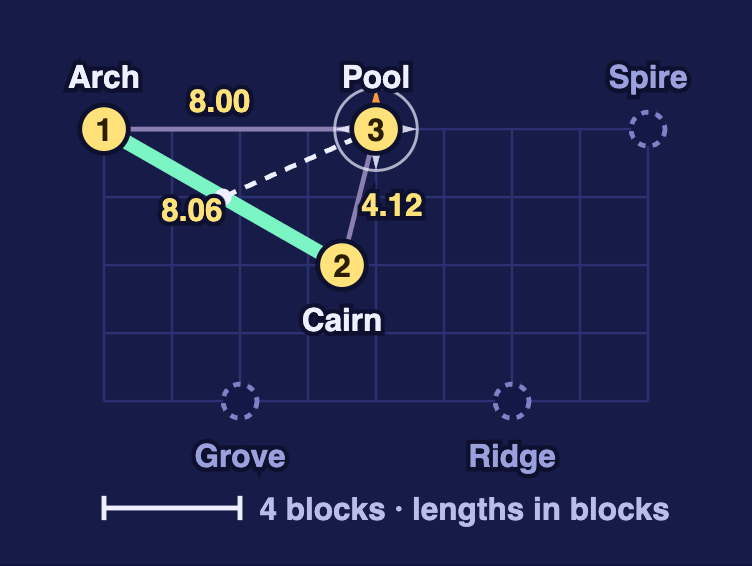 Arch
Pool
Spire
8.00
1
3
8.06
4.12
2
Cairn
Grove
Ridge
4 blocks · lengths in blocks